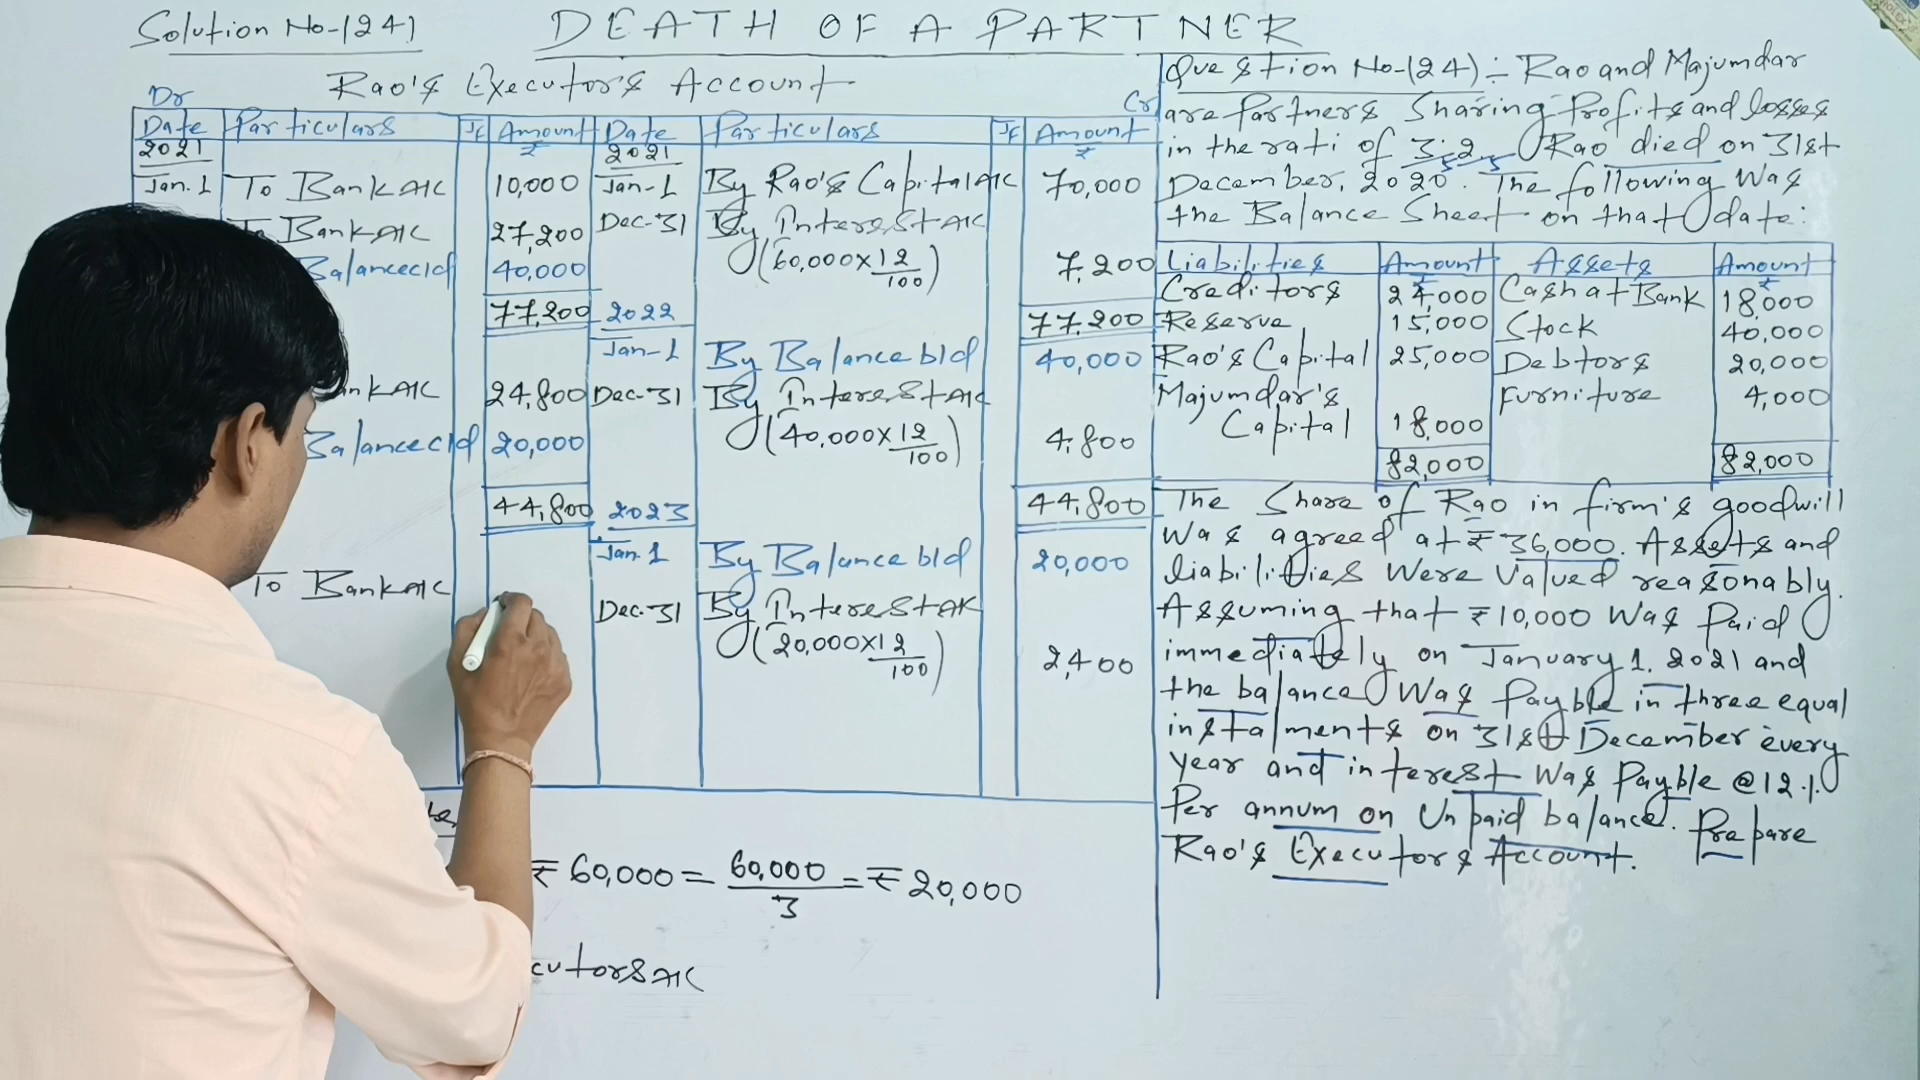 Solution No-(24)
DEATH OF A PARTNER
Rao's Executor's Account
Dr
Cr
Date Particulars JF Amount ₹ Date Particulars JF Amount ₹
2021 2021
Jan. 1 To Bank A/C 10,000 Jan-1 By Rao's Capital A/C 70,000
To Bank A/C 27,200 Dec-31 By Interest A/C
Balance c/d 40,000 (60,000×12/100) 7,200
77,200 2022 77,200
Jan-1 By Balance b/d 40,000
Bank A/C 24,800 Dec-31 By Interest A/C
Balance c/d 20,000 (40,000×12/100) 4,800
44,800 2023 44,800
Jan. 1 By Balance b/d 20,000
To Bank A/C Dec-31 By Interest A/C
(20,000×12/100) 2,400
₹60,000 = 60,000/3 = ₹20,000
cutors A/C
Question No-(24) :- Rao and Majumdar
are Partners Sharing Profits and losses
in the rati of 3:2. Rao died on 31st
5 5
December, 2020. The following Was
the Balance Sheet on that date:
Liabilities Amount ₹ Assets Amount ₹
Creditors 24,000 Cash at Bank 18,000
Reserve 15,000 Stock 40,000
Rao's Capital 25,000 Debtors 20,000
Majumdar's Furniture 4,000
Capital 18,000
82,000 82,000
The Share of Rao in firm's goodwill
Was agreed at ₹36,000. Assets and
liabilities Were Valued reasonably.
Assuming that ₹10,000 Was Paid
immediately on January 1, 2021 and
the balance Was Payble in three equal
instalments on 31st December every
year and interest Was Payble @12%
Per annum on Unpaid balance. Prepare
Rao's Executors Account.